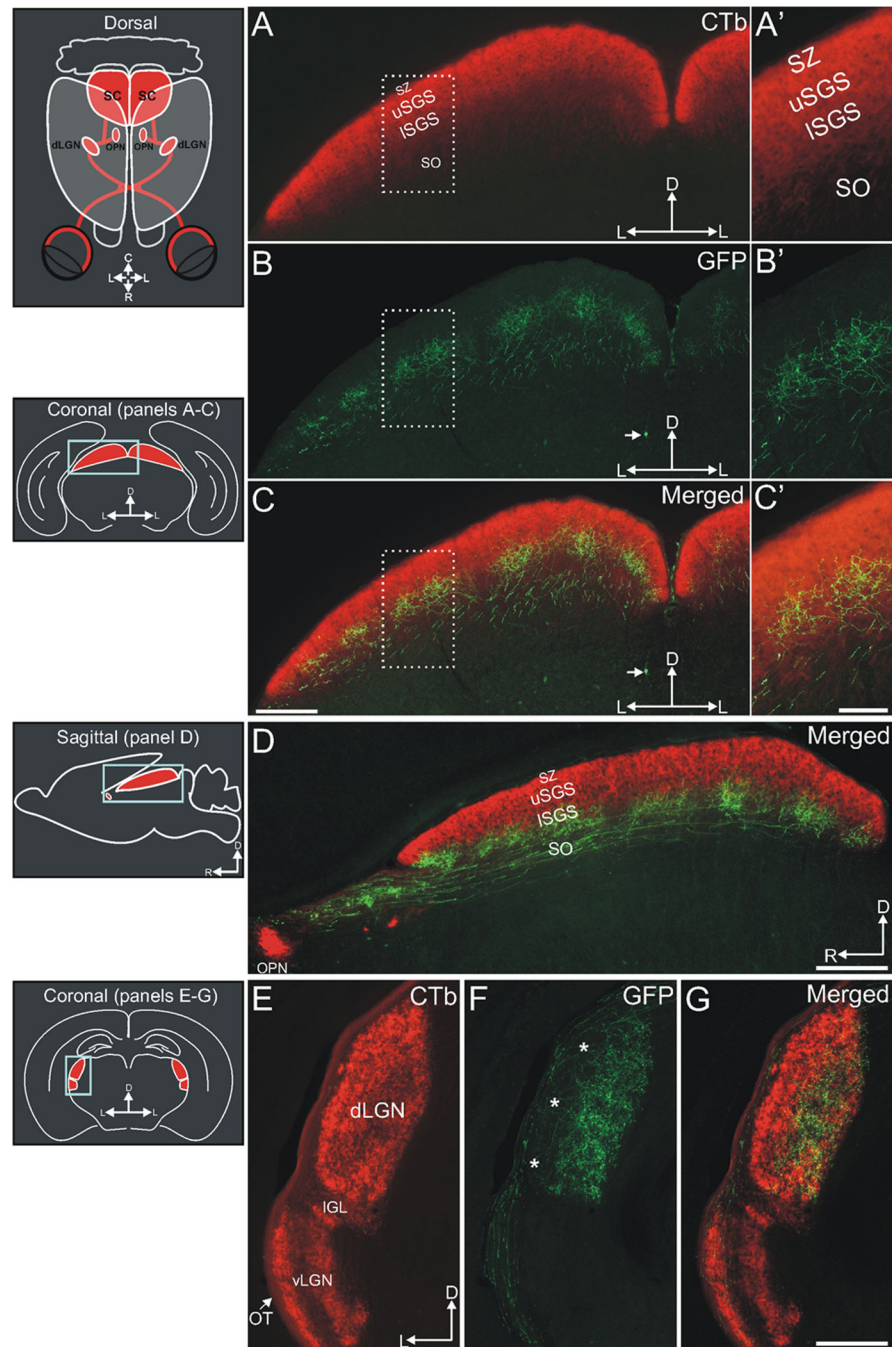 Dorsal
SC SC
dLGN OPN OPN dLGN
C
L L
R
A CTb
SZ
uSGS
lSGS
SO
D
L L
A'
SZ
uSGS
lSGS
SO
B GFP
D
L L
B'
Coronal (panels A-C)
D
L L
C Merged
D
L L
C'
Sagittal (panel D)
D
R
D Merged
SZ
uSGS
lSGS
SO
OPN
D
R
Coronal (panels E-G)
D
L L
E CTb
dLGN
IGL
vLGN
OT
D
L
F GFP
*
*
*
G Merged